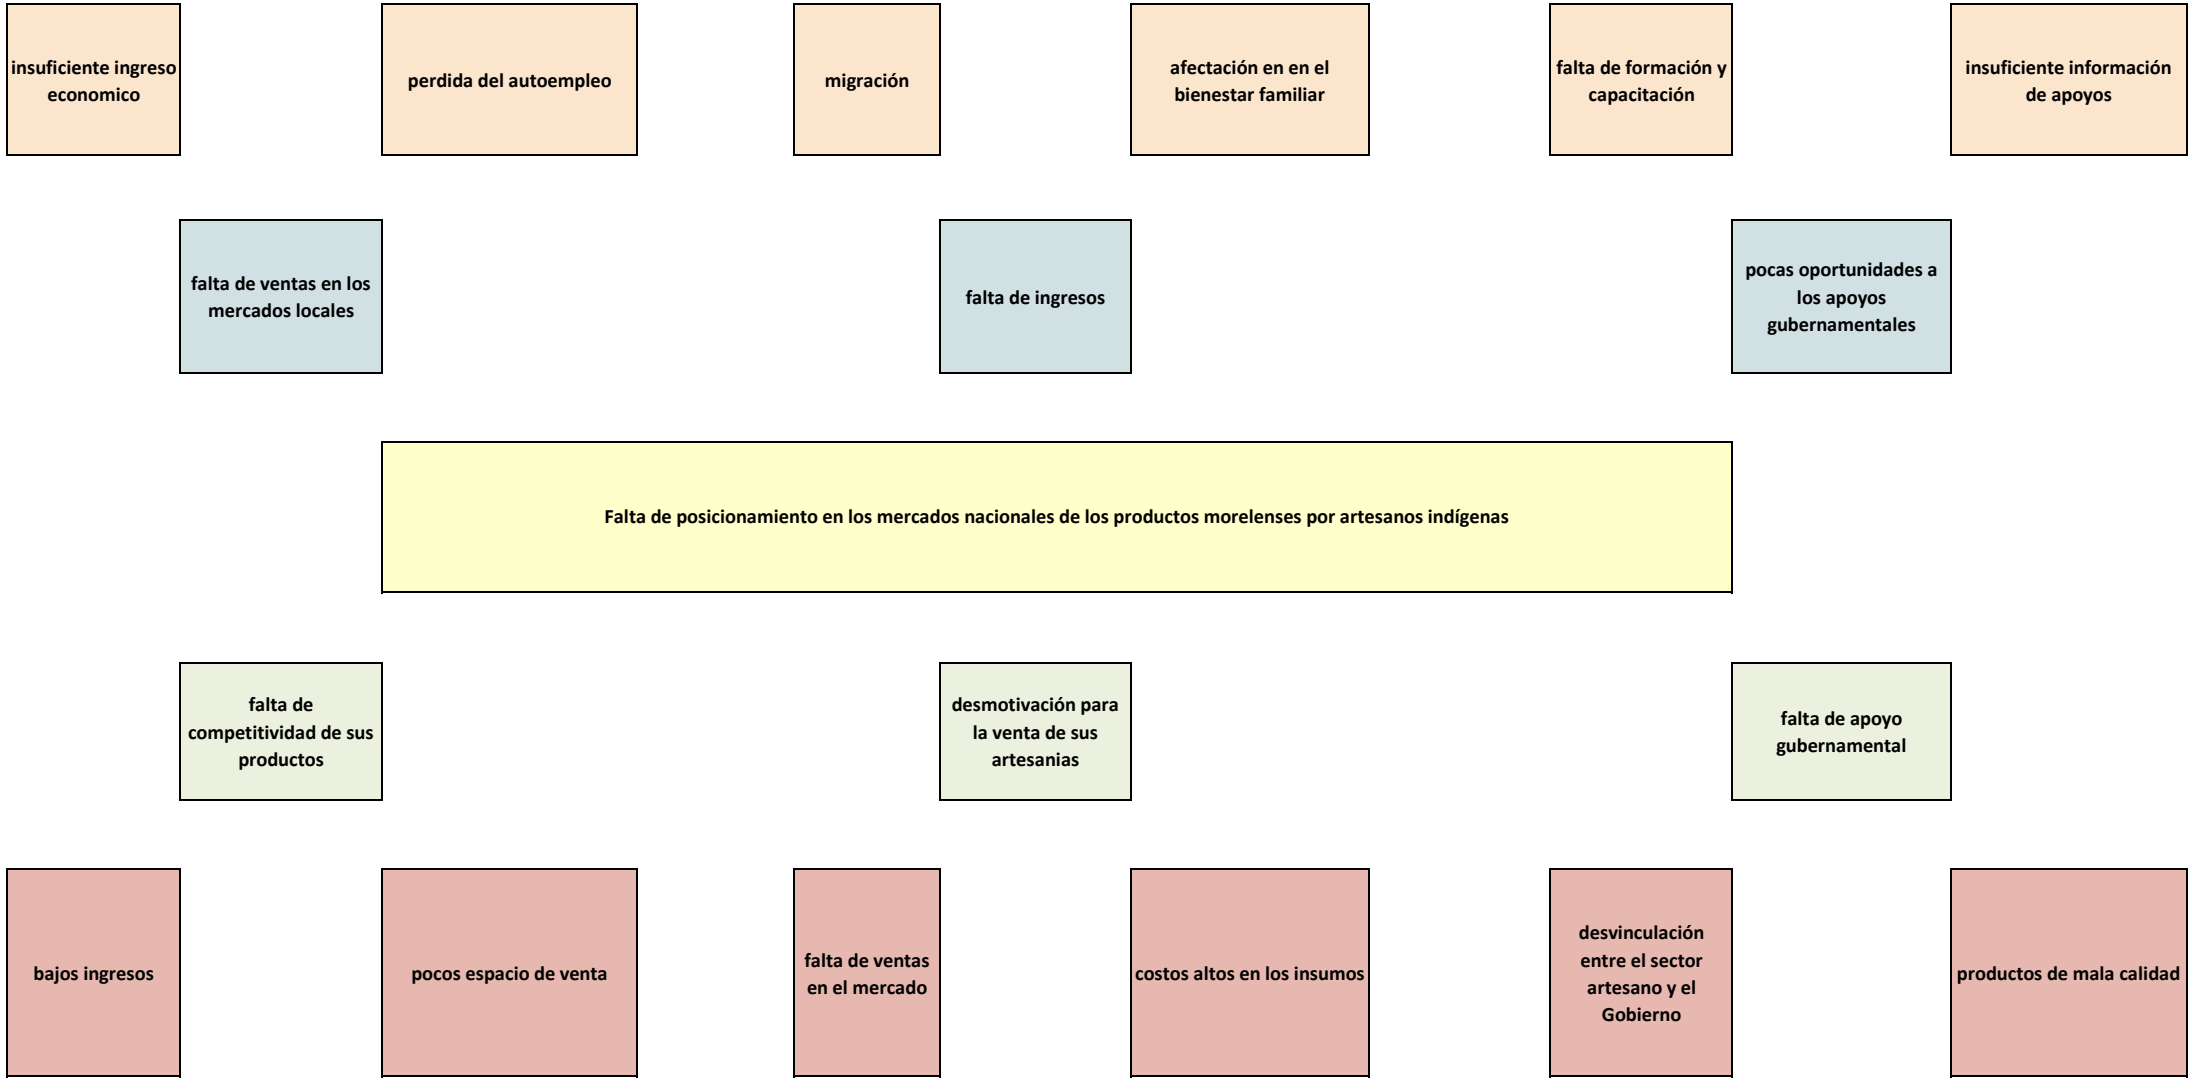 insuficiente ingreso
economico
perdida del autoempleo
migración
afectación en en el
bienestar familiar
falta de formación y
capacitación
insuficiente información
de apoyos
falta de ventas en los
mercados locales
falta de ingresos
pocas oportunidades a
los apoyos
gubernamentales
Falta de posicionamiento en los mercados nacionales de los productos morelenses por artesanos indígenas
falta de
competitividad de sus
productos
desmotivación para
la venta de sus
artesanias
falta de apoyo
gubernamental
bajos ingresos
pocos espacio de venta
falta de ventas
en el mercado
costos altos en los insumos
desvinculación
entre el sector
artesano y el
Gobierno
productos de mala calidad